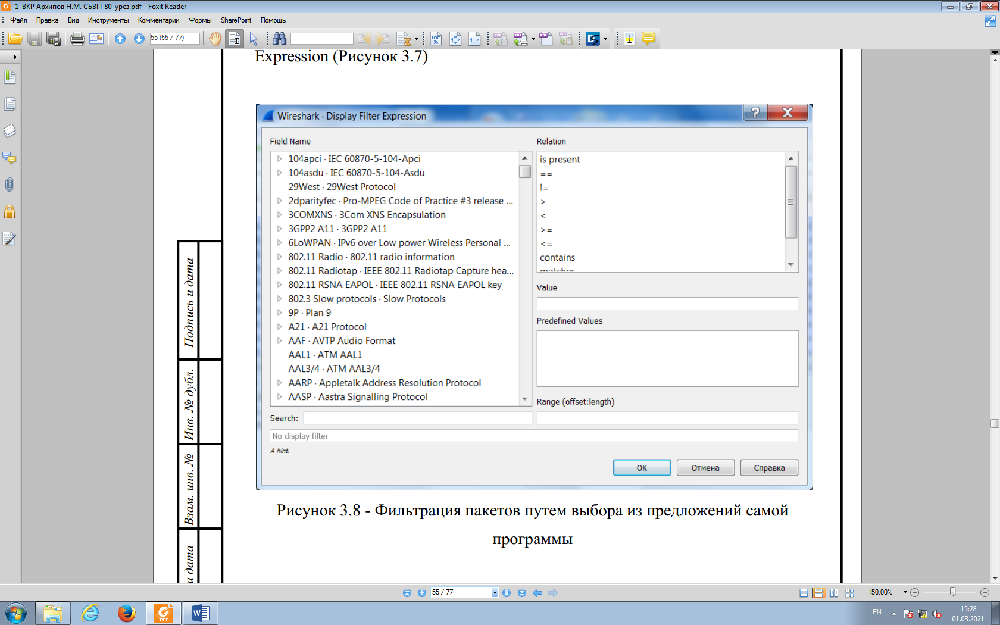 1_ВКР Архипов Н.М. СБВП-80_урез.pdf - Foxit Reader
Файл Правка Вид Инструменты Комментарии Формы SharePoint Помощь
55 (55 / 77)
Expression (Рисунок 3.7)
Wireshark · Display Filter Expression
Field Name
104apci · IEC 60870-5-104-Apci
104asdu · IEC 60870-5-104-Asdu
29West · 29West Protocol
2dparityfec · Pro-MPEG Code of Practice #3 release ...
3COMXNS · 3Com XNS Encapsulation
3GPP2 A11 · 3GPP2 A11
6LoWPAN · IPv6 over Low power Wireless Personal ...
802.11 Radio · 802.11 radio information
802.11 Radiotap · IEEE 802.11 Radiotap Capture hea...
802.11 RSNA EAPOL · IEEE 802.11 RSNA EAPOL key
802.3 Slow protocols · Slow Protocols
9P · Plan 9
A21 · A21 Protocol
AAF · AVTP Audio Format
AAL1 · ATM AAL1
AAL3/4 · ATM AAL3/4
AARP · Appletalk Address Resolution Protocol
AASP · Aastra Signalling Protocol
Search:
Relation
is present
==
!=
>
<
>=
<=
contains
matches
Value
Predefined Values
Range (offset:length)
No display filter
A hint.
OK Отмена Справка
Рисунок 3.8 - Фильтрация пакетов путем выбора из предложений самой
программы
Подпись и дата
Инв. № дубл.
Взам. инв. №
и дата
55 / 77
150.00%
EN
15:28
01.03.2021